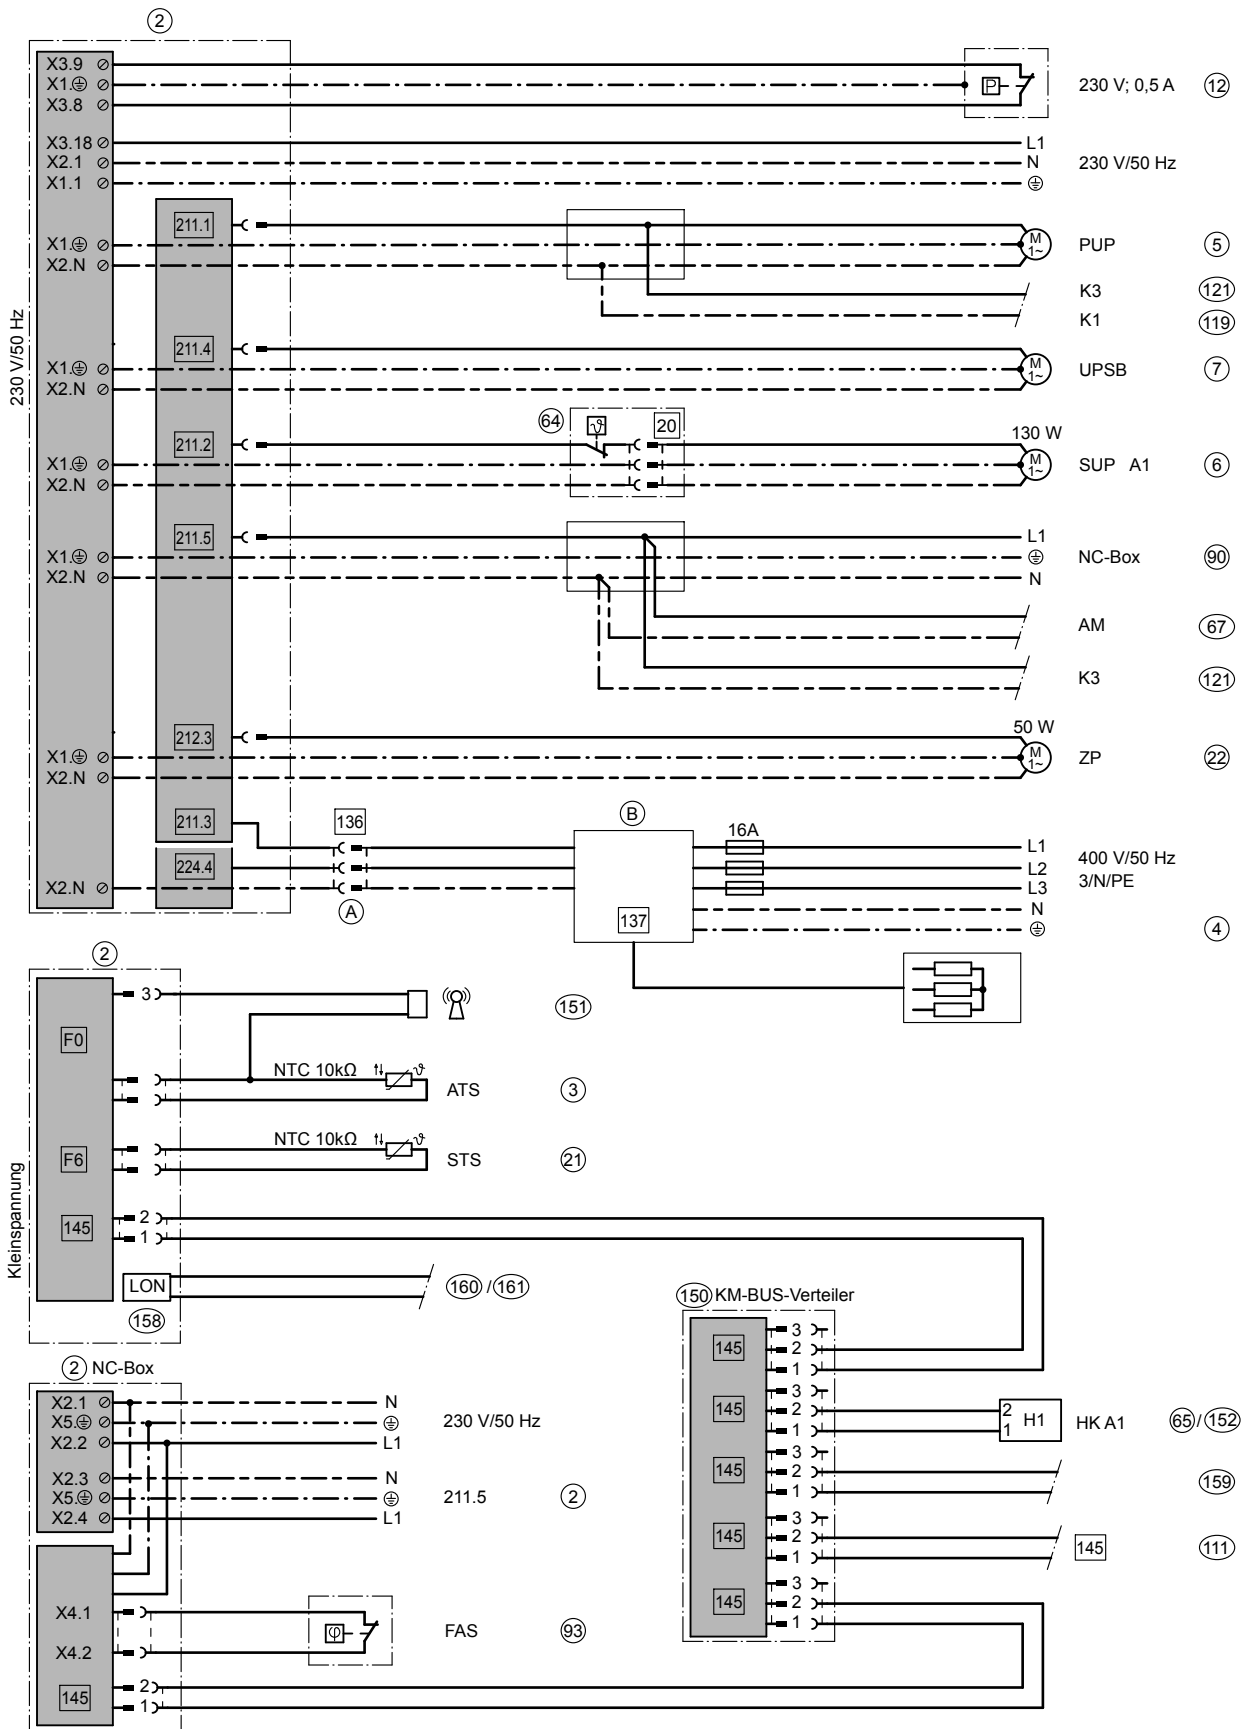 2
X3.9
X1.
X3.8
P
230 V; 0,5 A
12
X3.18
X2.1
X1.1
L1
N
230 V/50 Hz
230 V/50 Hz
211.1
X1.
X2.N
M
1~
PUP
5
K3
121
K1
119
211.4
X1.
X2.N
M
1~
UPSB
7
64
ϑ
20
211.2
X1.
X2.N
130 W
M
1~
SUP A1
6
211.5
X1.
X2.N
L1
N
NC-Box
90
AM
67
K3
121
212.3
X1.
X2.N
50 W
M
1~
ZP
22
211.3
224.4
X2.N
136
A
B
137
16A
L1
L2
L3
N
400 V/50 Hz
3/N/PE
4
2
Kleinspannung
F0
3
151
NTC 10kΩ
ϑ
ATS
3
F6
NTC 10kΩ
ϑ
STS
21
145
2
1
LON
158
160 / 161
150 KM-BUS-Verteiler
145
3
2
1
145
3
2
1
2
1
H1
HK A1
65 / 152
145
3
2
1
159
145
3
2
1
145
111
145
3
2
1
2 NC-Box
X2.1
X5.
X2.2
N
L1
230 V/50 Hz
X2.3
X5.
X2.4
N
L1
211.5
2
X4.1
X4.2
φ
FAS
93
145
2
1